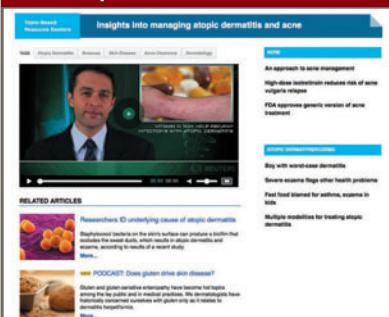 Topic-Based
Resource Centers
Insights into managing atopic dermatitis and acne
TAGS Atopic Dermatitis Rosacea Skin Disease Acne Cleansers Dermatology
REUTERS
RELATED ARTICLES
Researchers ID underlying cause of atopic dermatitis
Staphylococcal bacteria on the skin's surface can produce a biofilm that
occludes the sweat ducts, which results in atopic dermatitis and
eczema, according to results of a recent study.
More...
NEW PODCAST: Does gluten drive skin disease?
Gluten and gluten-sensitive enteropathy have become hot topics
among the lay public and in medical practices. We dermatologists have
historically concerned ourselves with gluten only as it relates to
dermatitis herpetiformis.
More...
ACNE
An approach to acne management
High-dose isotretinoin reduces risk of acne
vulgaris relapse
FDA approves generic version of acne
treatment
ATOPIC DERMATITIS/ECZEMA
Boy with worst-case dermatitis
Severe eczema flags other health problems
Fast food blamed for asthma, eczema in
kids
Multiple modalities for treating atopic
dermatitis